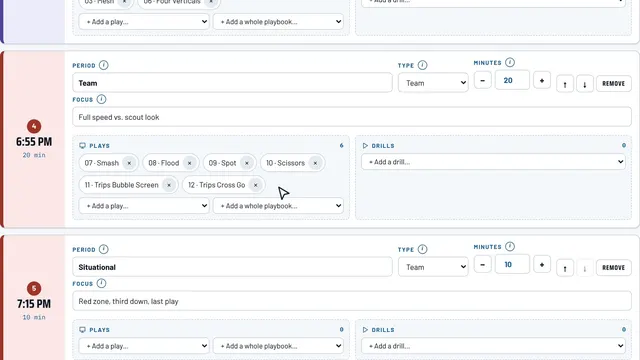 03 · Mesh × 06 · Four Verticals ×
+ Add a play... + Add a whole playbook...
PERIOD i TYPE i MINUTES i
Team Team − 20 + ↑ ↓ REMOVE
FOCUS i
Full speed vs. scout look
4
6:55 PM
20 min
PLAYS 6 DRILLS 0
07 · Smash × 08 · Flood × 09 · Spot × 10 · Scissors × + Add a drill...
11 · Trips Bubble Screen × 12 · Trips Cross Go ×
+ Add a play... + Add a whole playbook...
PERIOD i TYPE i MINUTES i
Situational Team − 10 + ↑ ↓ REMOVE
FOCUS i
Red zone, third down, last play
5
7:15 PM
10 min
PLAYS 0 DRILLS 0
+ Add a play... + Add a whole playbook... + Add a drill...